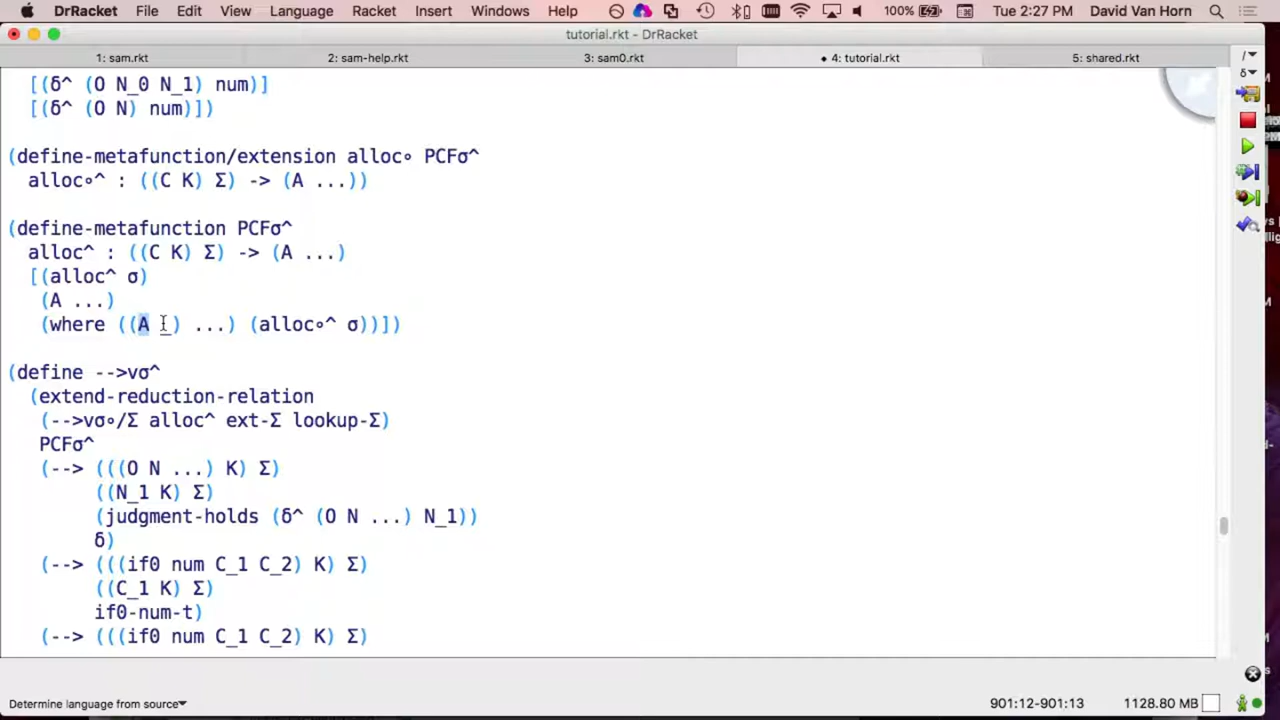 DrRacket File Edit View Language Racket Insert Windows Help 100% Tue 2:27 PM David Van Horn
tutorial.rkt - DrRacket
1: sam.rkt 2: sam-help.rkt 3: sam0.rkt • 4: tutorial.rkt 5: shared.rkt
[(δ^ (O N_0 N_1) num)]
[(δ^ (O N) num)])
(define-metafunction/extension alloc∘ PCFσ^
alloc∘^ : ((C K) Σ) -> (A ...))
(define-metafunction PCFσ^
alloc^ : ((C K) Σ) -> (A ...)
[(alloc^ σ)
(A ...)
(where ((A _) ...) (alloc∘^ σ))])
(define -->vσ^
(extend-reduction-relation
(-->vσ∘/Σ alloc^ ext-Σ lookup-Σ)
PCFσ^
(--> (((O N ...) K) Σ)
((N_1 K) Σ)
(judgment-holds (δ^ (O N ...) N_1))
δ)
(--> (((if0 num C_1 C_2) K) Σ)
((C_1 K) Σ)
if0-num-t)
(--> (((if0 num C_1 C_2) K) Σ)
Determine language from source 901:12-901:13 1128.80 MB